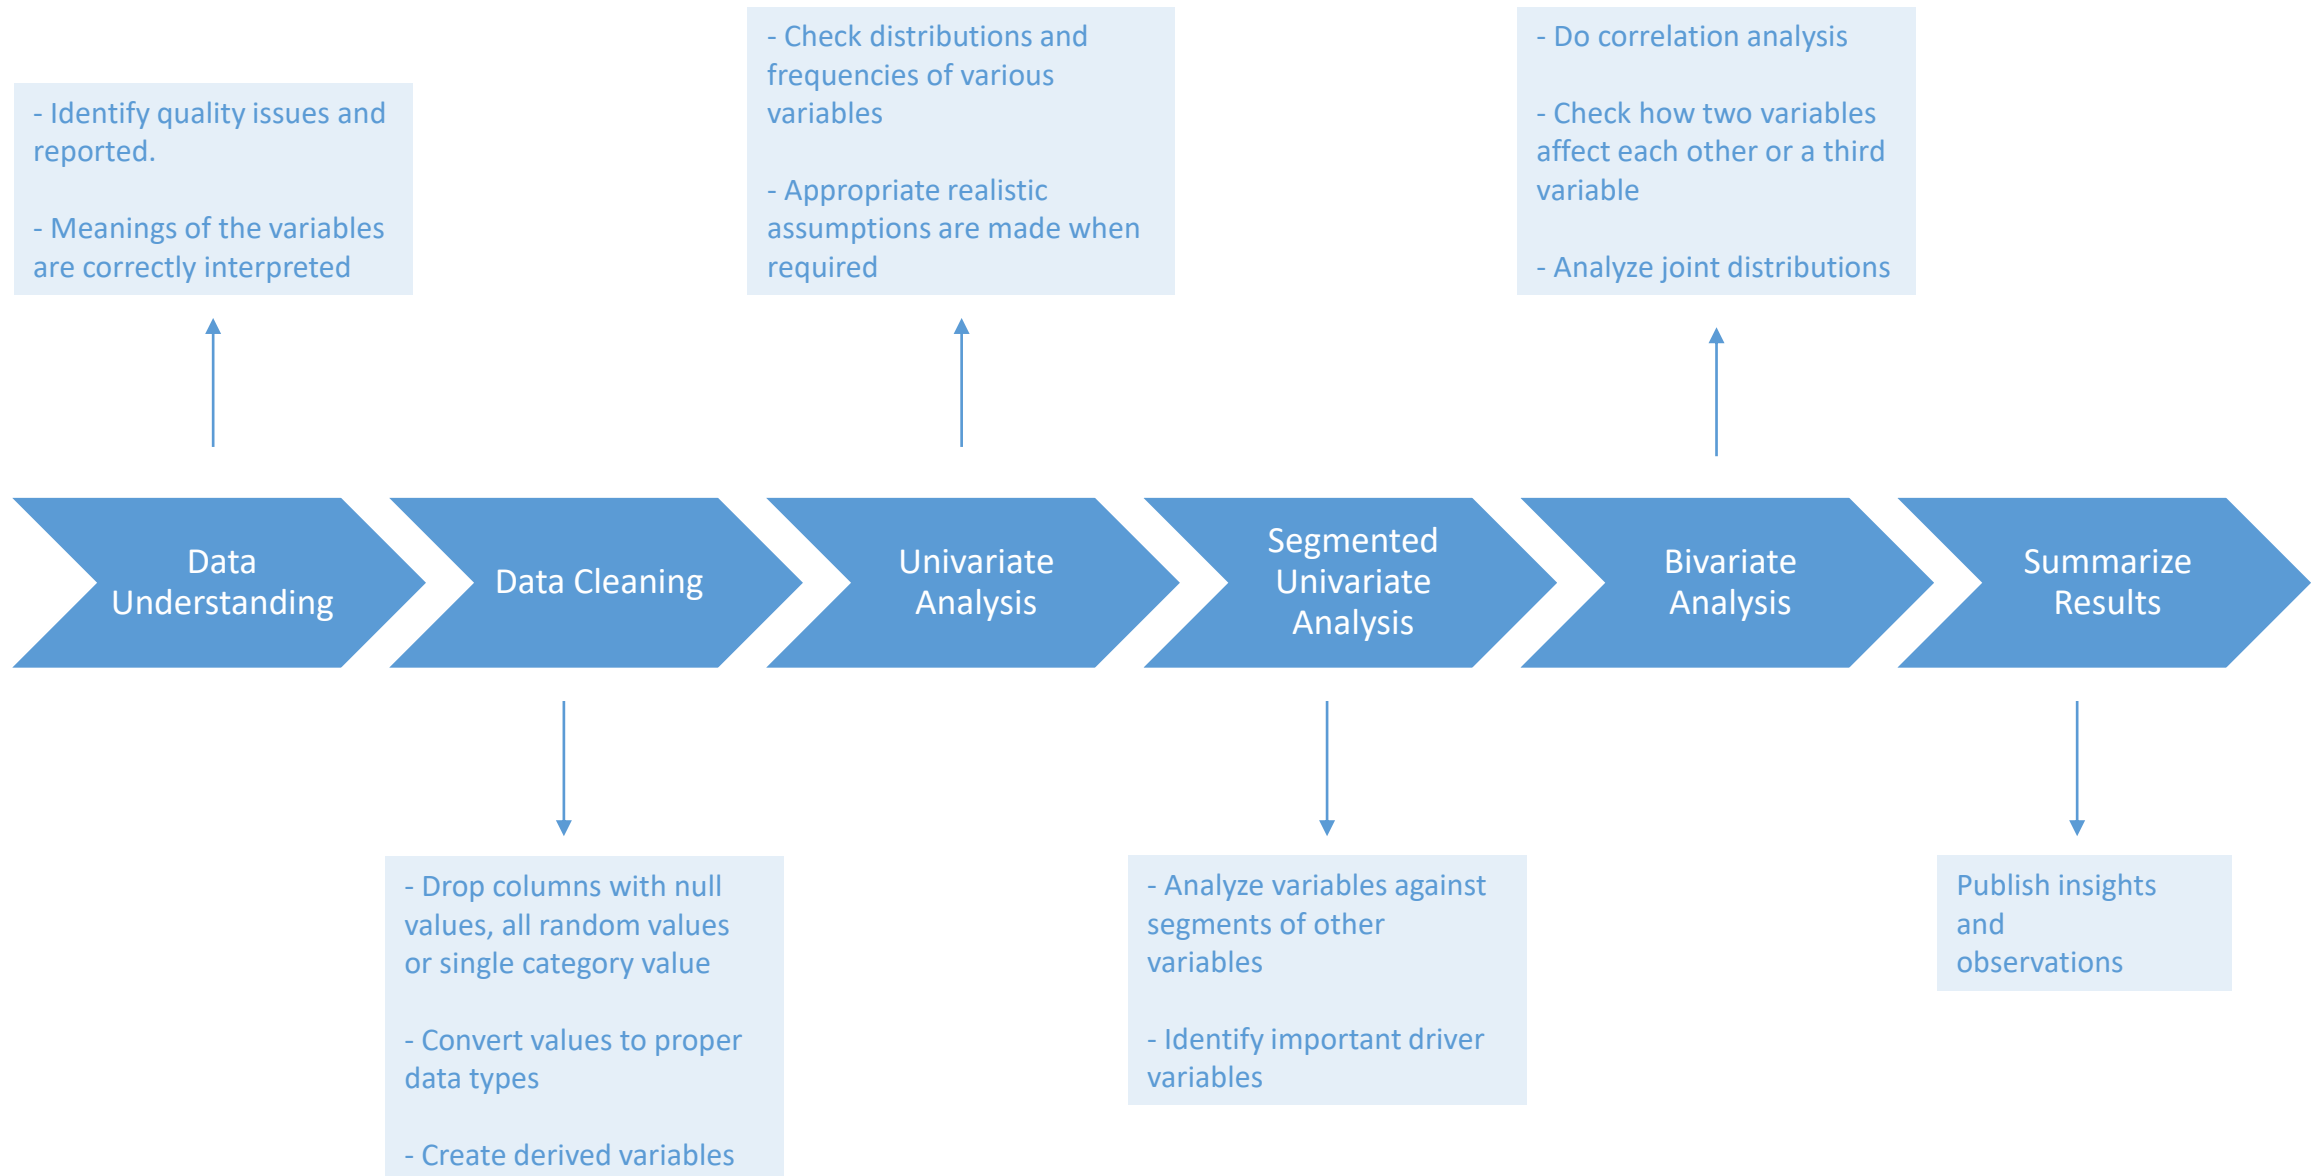 - Identify quality issues and
reported.
- Meanings of the variables
are correctly interpreted
- Check distributions and
frequencies of various
variables
- Appropriate realistic
assumptions are made when
required
- Do correlation analysis
- Check how two variables
affect each other or a third
variable
- Analyze joint distributions
Data
Understanding
Data Cleaning
Univariate
Analysis
Segmented
Univariate
Analysis
Bivariate
Analysis
Summarize
Results
- Drop columns with null
values, all random values
or single category value
- Convert values to proper
data types
- Create derived variables
- Analyze variables against
segments of other
variables
- Identify important driver
variables
Publish insights
and
observations